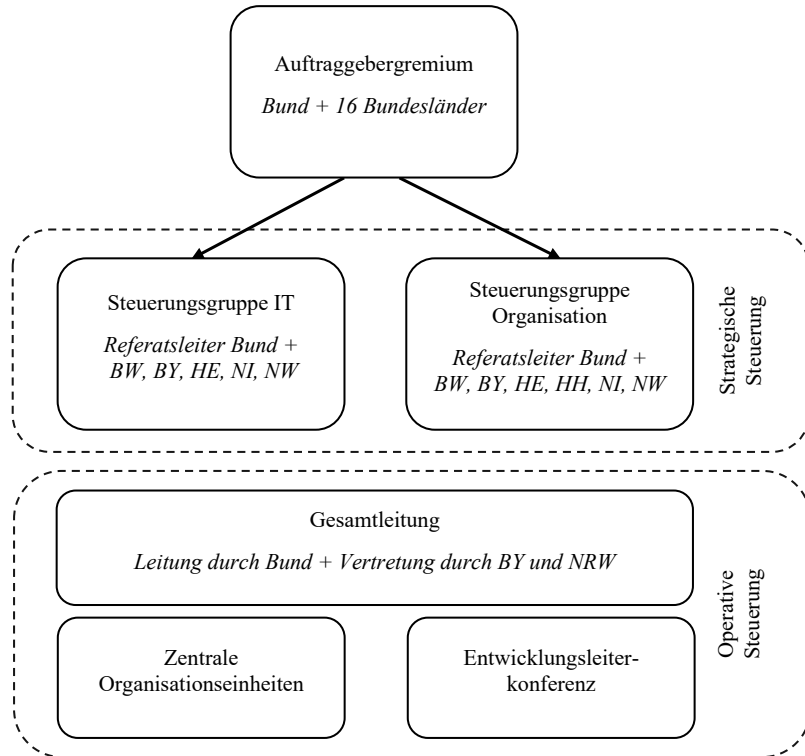 Auftraggebergremium
Bund + 16 Bundesländer
Steuerungsgruppe IT
Referatsleiter Bund +
BW, BY, HE, NI, NW
Steuerungsgruppe
Organisation
Referatsleiter Bund +
BW, BY, HE, HH, NI, NW
Strategische
Steuerung
Gesamtleitung
Leitung durch Bund + Vertretung durch BY und NRW
Zentrale
Organisationseinheiten
Entwicklungsleiter-
konferenz
Operative
Steuerung